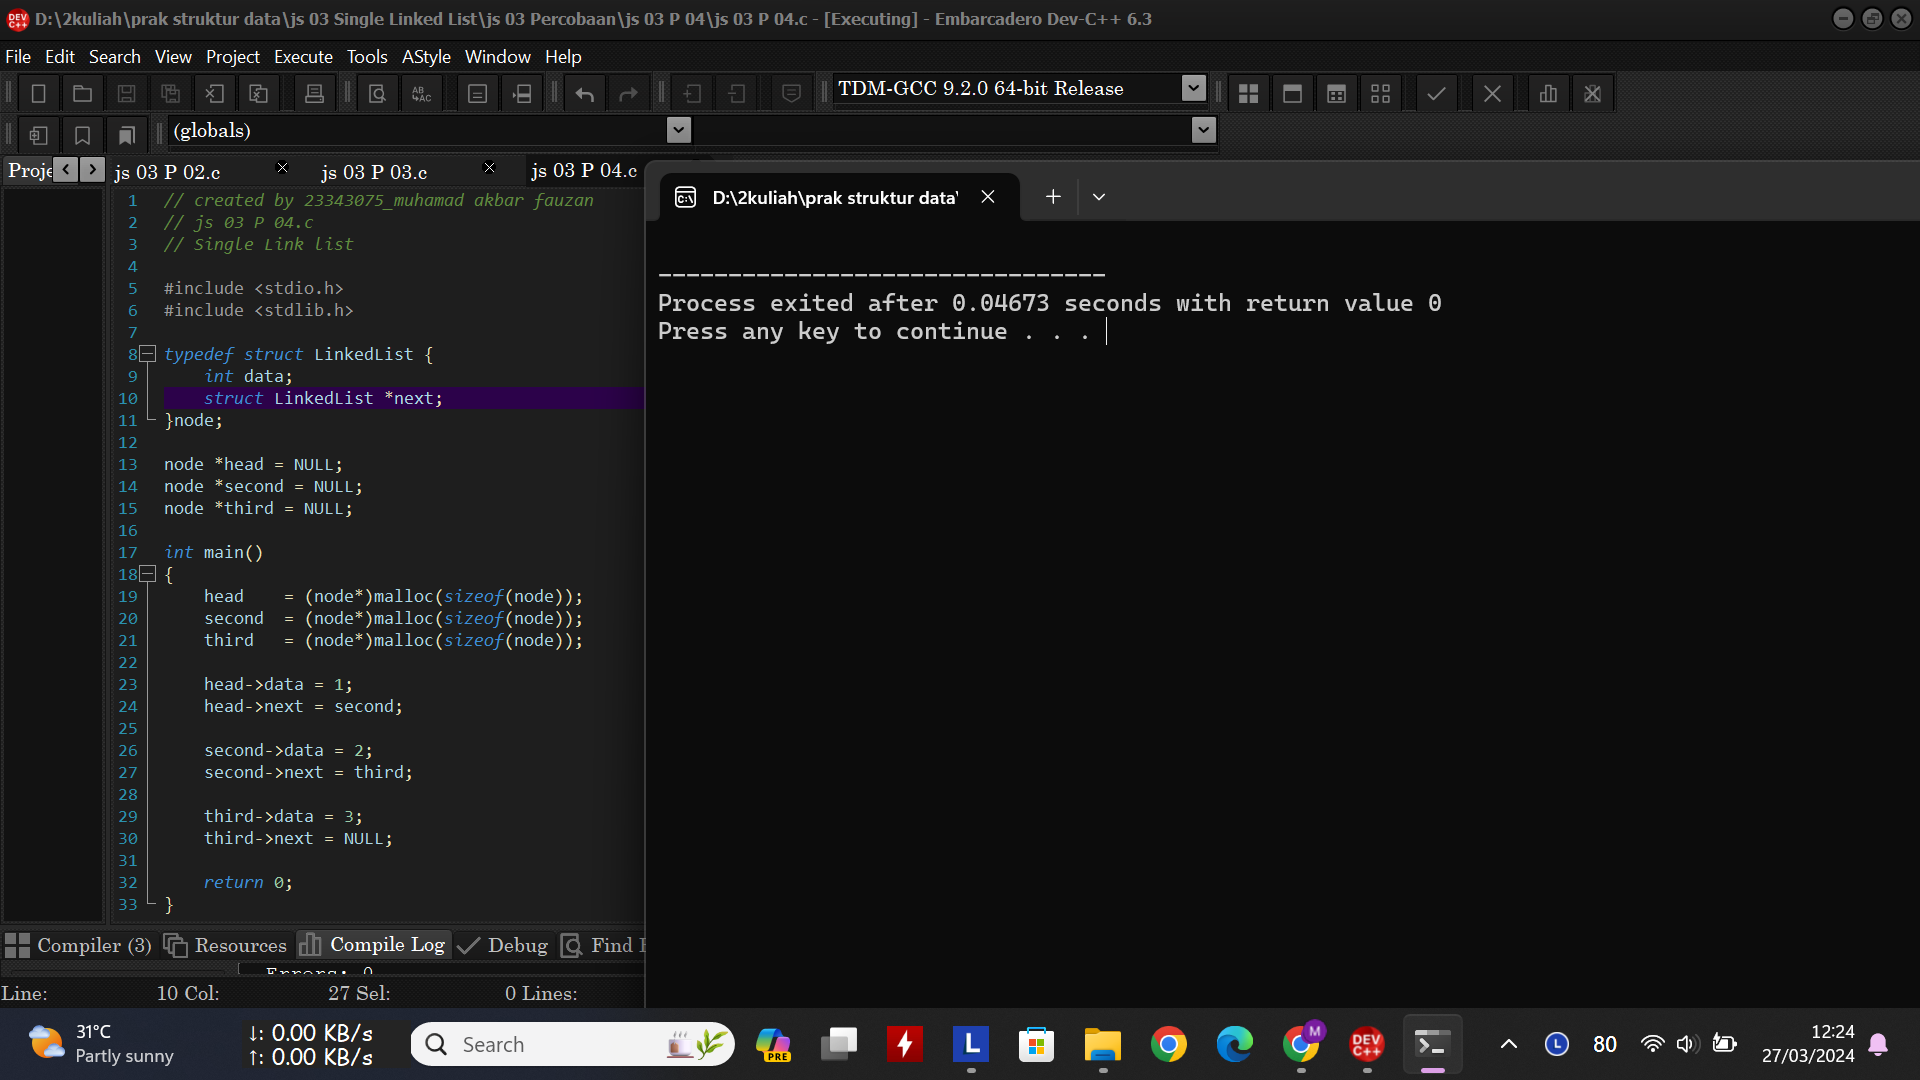 D:\2kuliah\prak struktur data\js 03 Single Linked List\js 03 Percobaan\js 03 P 04\js 03 P 04.c - [Executing] - Embarcadero Dev-C++ 6.3
File Edit Search View Project Execute Tools AStyle Window Help
TDM-GCC 9.2.0 64-bit Release
(globals)
Proje js 03 P 02.c js 03 P 03.c js 03 P 04.c
1 // created by 23343075_muhamad akbar fauzan
2 // js 03 P 04.c
3 // Single Link list
4
5 #include <stdio.h>
6 #include <stdlib.h>
7
8 typedef struct LinkedList {
9 int data;
10 struct LinkedList *next;
11 }node;
12
13 node *head = NULL;
14 node *second = NULL;
15 node *third = NULL;
16
17 int main()
18 {
19 head = (node*)malloc(sizeof(node));
20 second = (node*)malloc(sizeof(node));
21 third = (node*)malloc(sizeof(node));
22
23 head->data = 1;
24 head->next = second;
25
26 second->data = 2;
27 second->next = third;
28
29 third->data = 3;
30 third->next = NULL;
31
32 return 0;
33 }
D:\2kuliah\prak struktur data\
--------------------------------
Process exited after 0.04673 seconds with return value 0
Press any key to continue . . .
Compiler (3) Resources Compile Log Debug Find
Errors: 0
Line: 10 Col: 27 Sel: 0 Lines:
31°C
Partly sunny
↓: 0.00 KB/s
↑: 0.00 KB/s
Search
PRE
L
M
DEV C++
L
80
12:24
27/03/2024